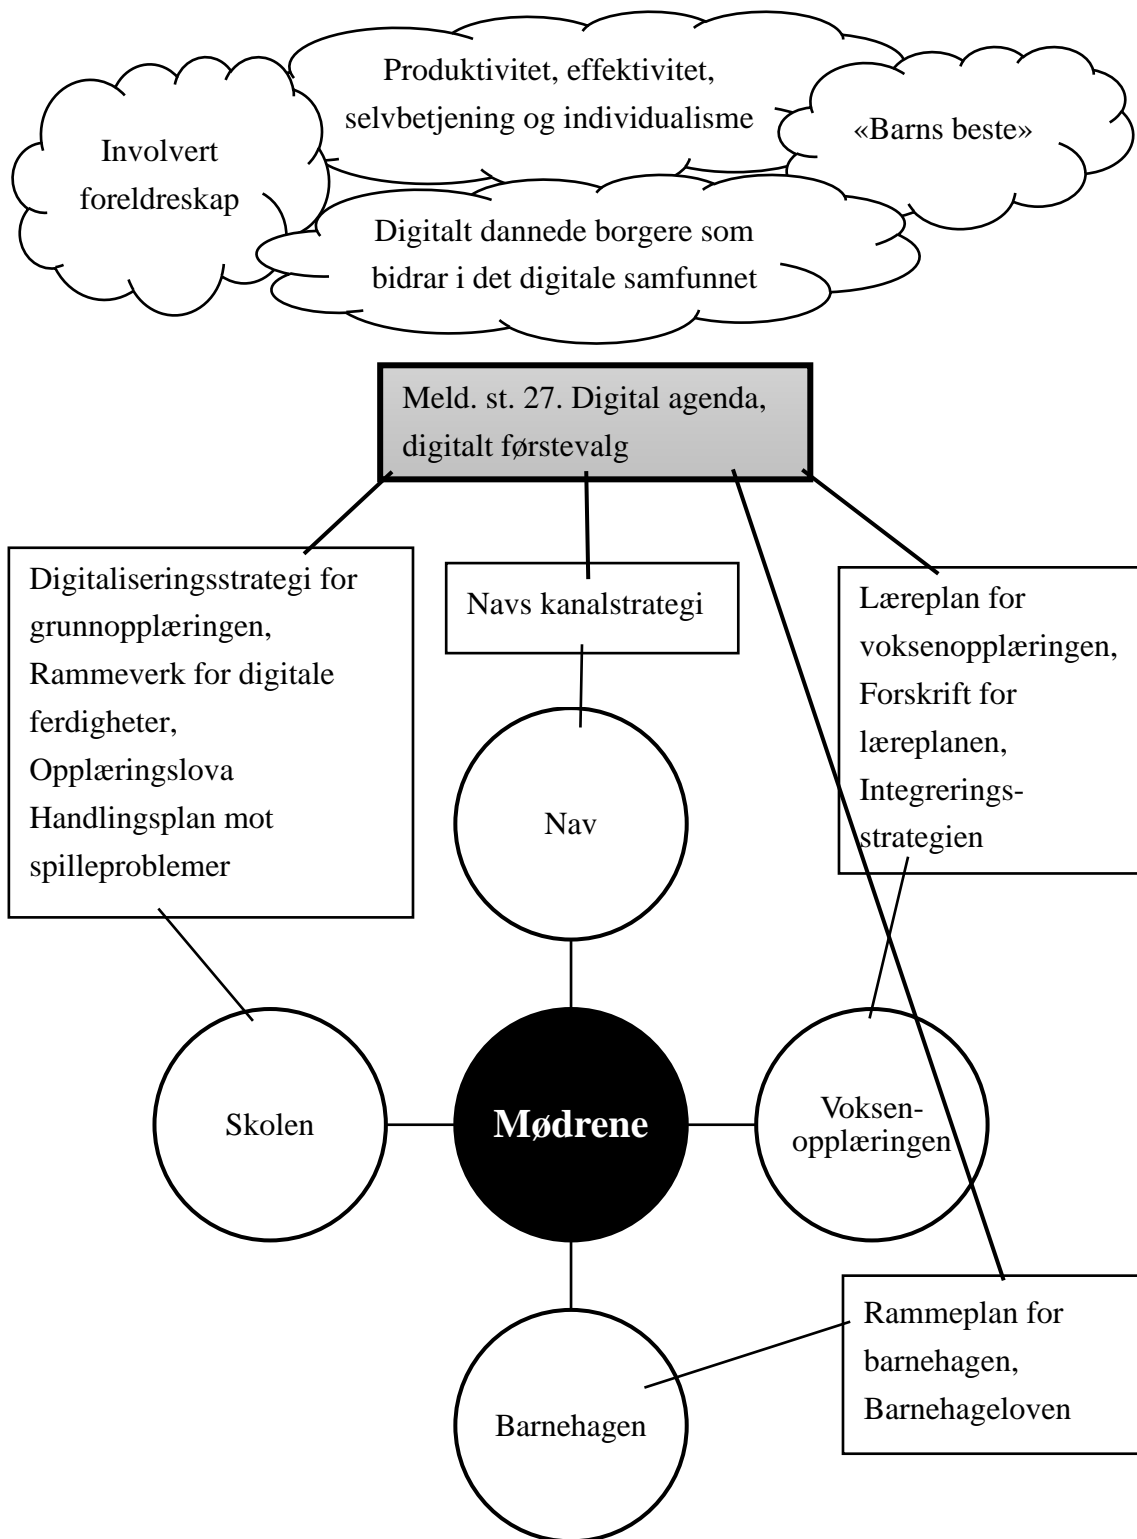 Produktivitet, effektivitet,
selvbetjening og individualisme
«Barns beste»
Involvert
foreldreskap
Digitalt dannede borgere som
bidrar i det digitale samfunnet
Meld. st. 27. Digital agenda,
digitalt førstevalg
Digitaliseringsstrategi for
grunnopplæringen,
Rammeverk for digitale
ferdigheter,
Opplæringslova
Handlingsplan mot
spilleproblemer
Navs kanalstrategi
Læreplan for
voksenopplæringen,
Forskrift for
læreplanen,
Integrerings-
strategien
Nav
Skolen
Mødrene
Voksen-
opplæringen
Rammeplan for
barnehagen,
Barnehageloven
Barnehagen